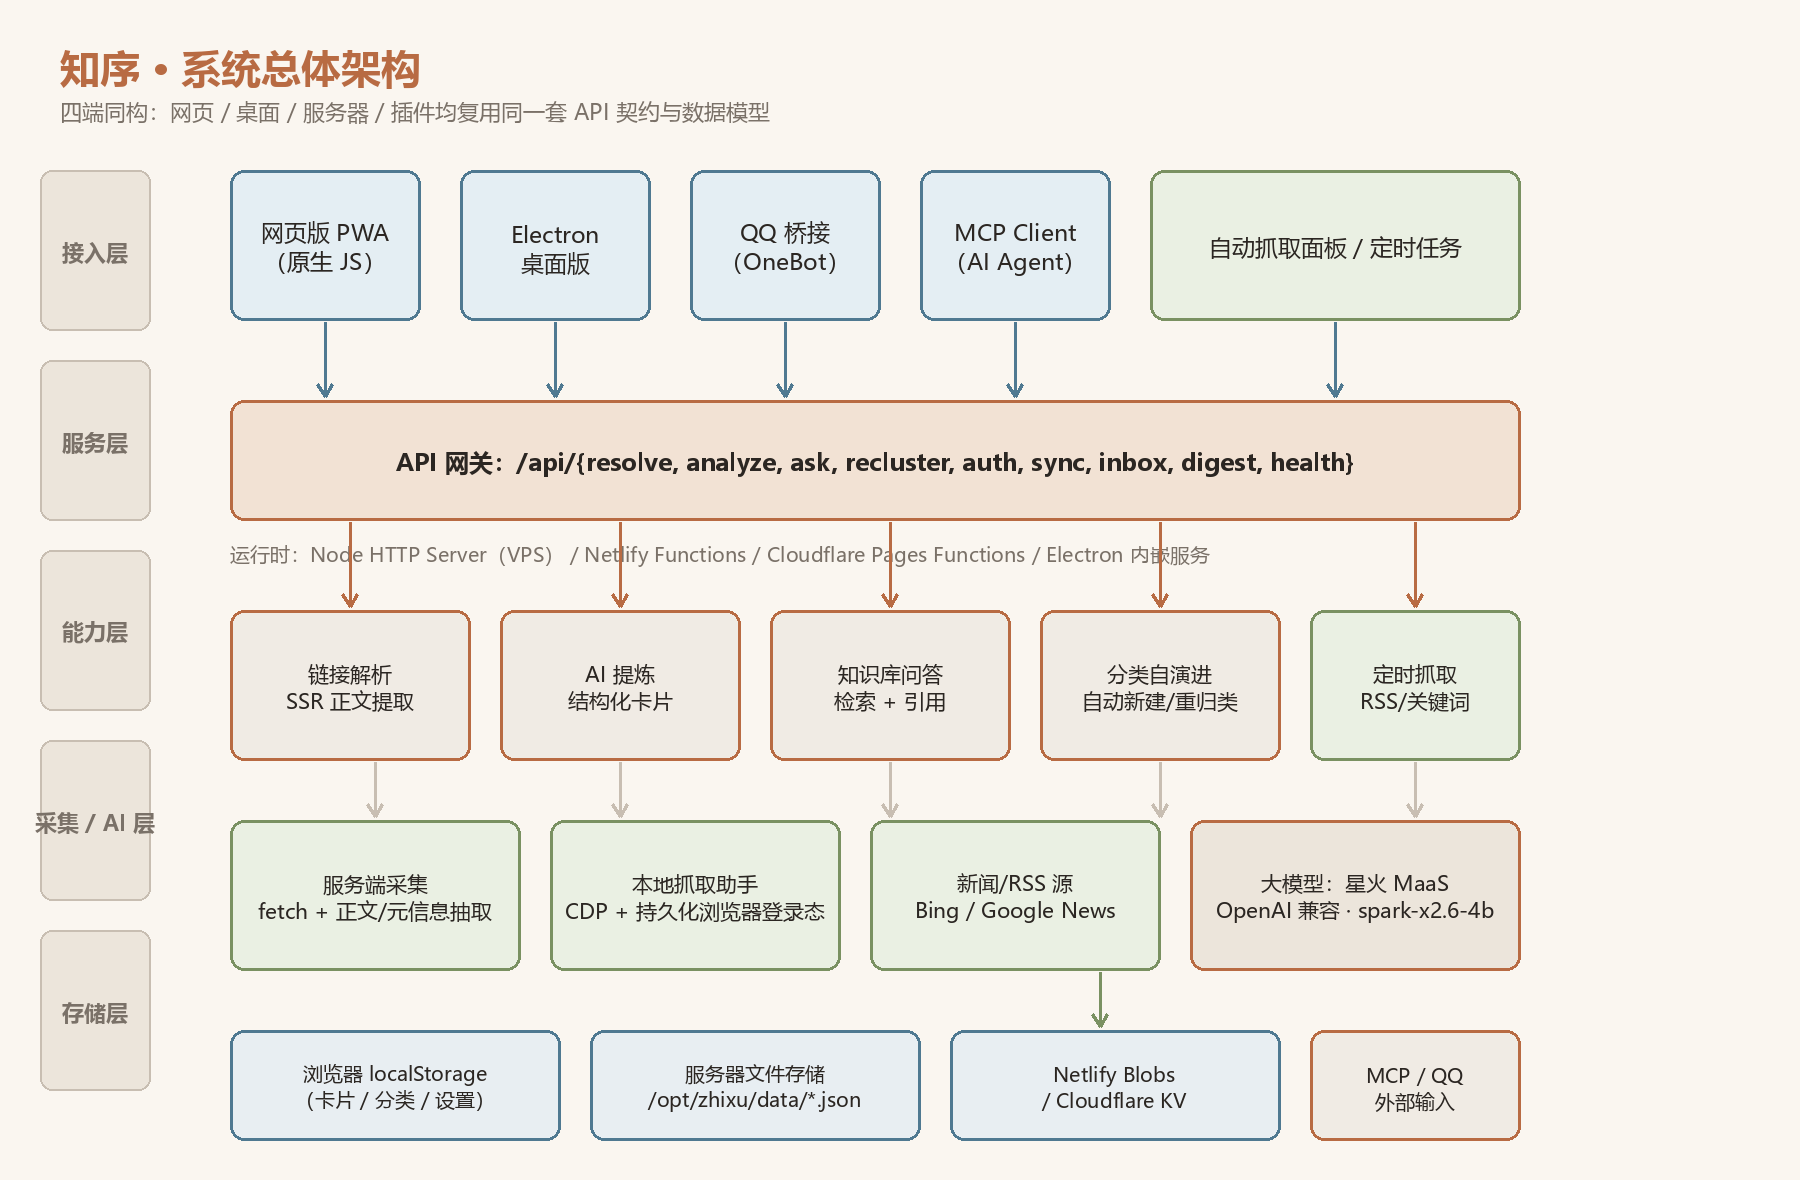 知序 • 系统总体架构
四端同构：网页 / 桌面 / 服务器 / 插件均复用同一套 API 契约与数据模型
接入层
网页版 PWA
（原生 JS）
Electron
桌面版
QQ 桥接
（OneBot）
MCP Client
（AI Agent）
自动抓取面板 / 定时任务
服务层
API 网关：/api/{resolve, analyze, ask, recluster, auth, sync, inbox, digest, health}
运行时：Node HTTP Server（VPS） / Netlify Functions / Cloudflare Pages Functions / Electron 内嵌服务
能力层
链接解析
SSR 正文提取
AI 提炼
结构化卡片
知识库问答
检索 + 引用
分类自演进
自动新建/重归类
定时抓取
RSS/关键词
采集 / AI 层
服务端采集
fetch + 正文/元信息抽取
本地抓取助手
CDP + 持久化浏览器登录态
新闻/RSS 源
Bing / Google News
大模型：星火 MaaS
OpenAI 兼容 · spark-x2.6-4b
存储层
浏览器 localStorage
（卡片 / 分类 / 设置）
服务器文件存储
/opt/zhixu/data/*.json
Netlify Blobs
/ Cloudflare KV
MCP / QQ
外部输入